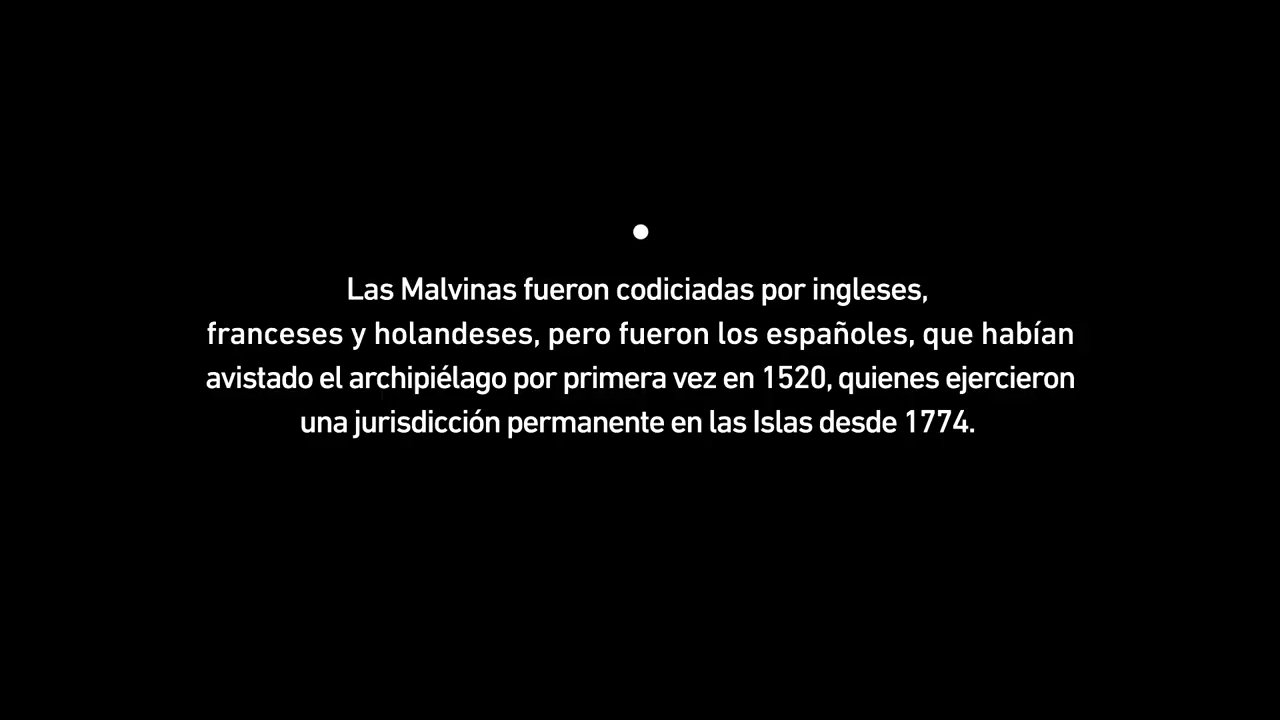 Las Malvinas fueron codiciadas por ingleses,
franceses y holandeses, pero fueron los españoles, que habían
avistado el archipiélago por primera vez en 1520, quienes ejercieron
una jurisdicción permanente en las Islas desde 1774.